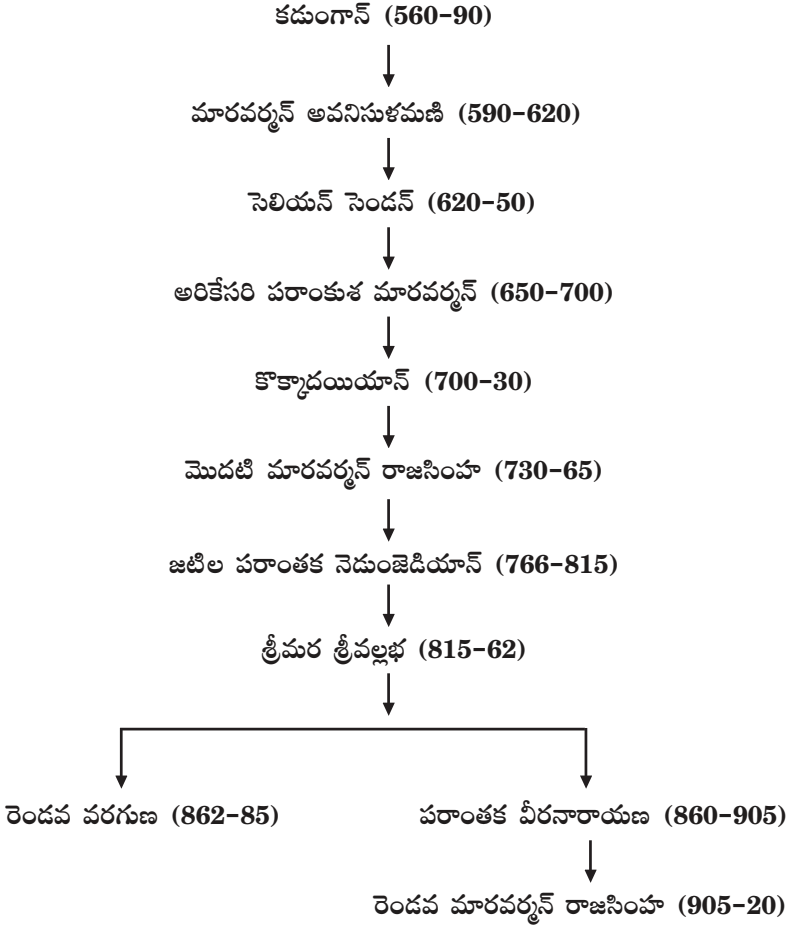 కడుంగాన్ (560-90)
మారవర్మన్ అవనిసుళమణి (590-620)
సెలియన్ సెండన్ (620-50)
అరికేసరి పరాంకుశ మారవర్మన్ (650-700)
కొక్కాదయియాన్ (700-30)
మొదటి మారవర్మన్ రాజసింహ (730-65)
జటిల పరాంతక నెడుంజెడియాన్ (766-815)
శ్రీమర శ్రీవల్లభ (815-62)
రెండవ వరగుణ (862-85) పరాంతక వీరనారాయణ (860-905)
రెండవ మారవర్మన్ రాజసింహ (905-20)